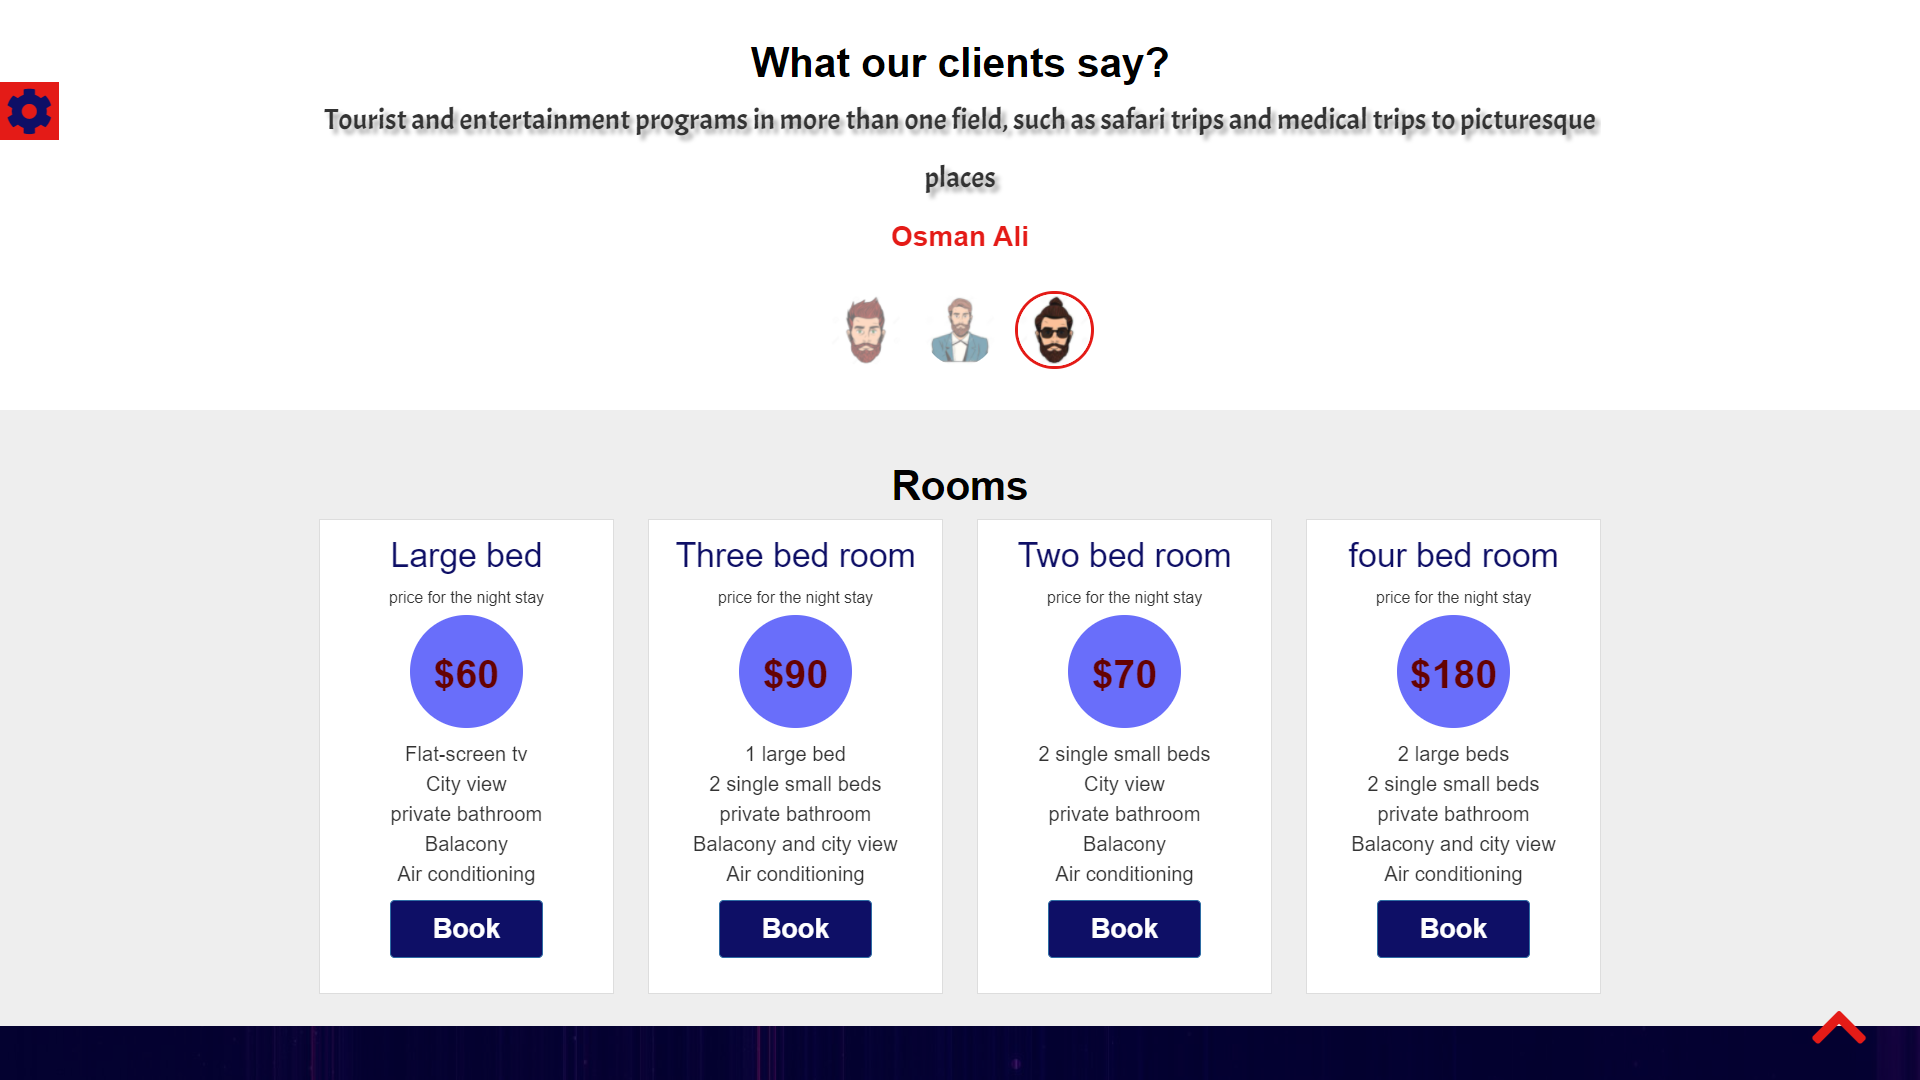 What our clients say?
Tourist and entertainment programs in more than one field, such as safari trips and medical trips to picturesque
places
Osman Ali
Rooms
Large bed
price for the night stay
$60
Flat-screen tv
City view
private bathroom
Balacony
Air conditioning
Book
Three bed room
price for the night stay
$90
1 large bed
2 single small beds
private bathroom
Balacony and city view
Air conditioning
Book
Two bed room
price for the night stay
$70
2 single small beds
City view
private bathroom
Balacony
Air conditioning
Book
four bed room
price for the night stay
$180
2 large beds
2 single small beds
private bathroom
Balacony and city view
Air conditioning
Book